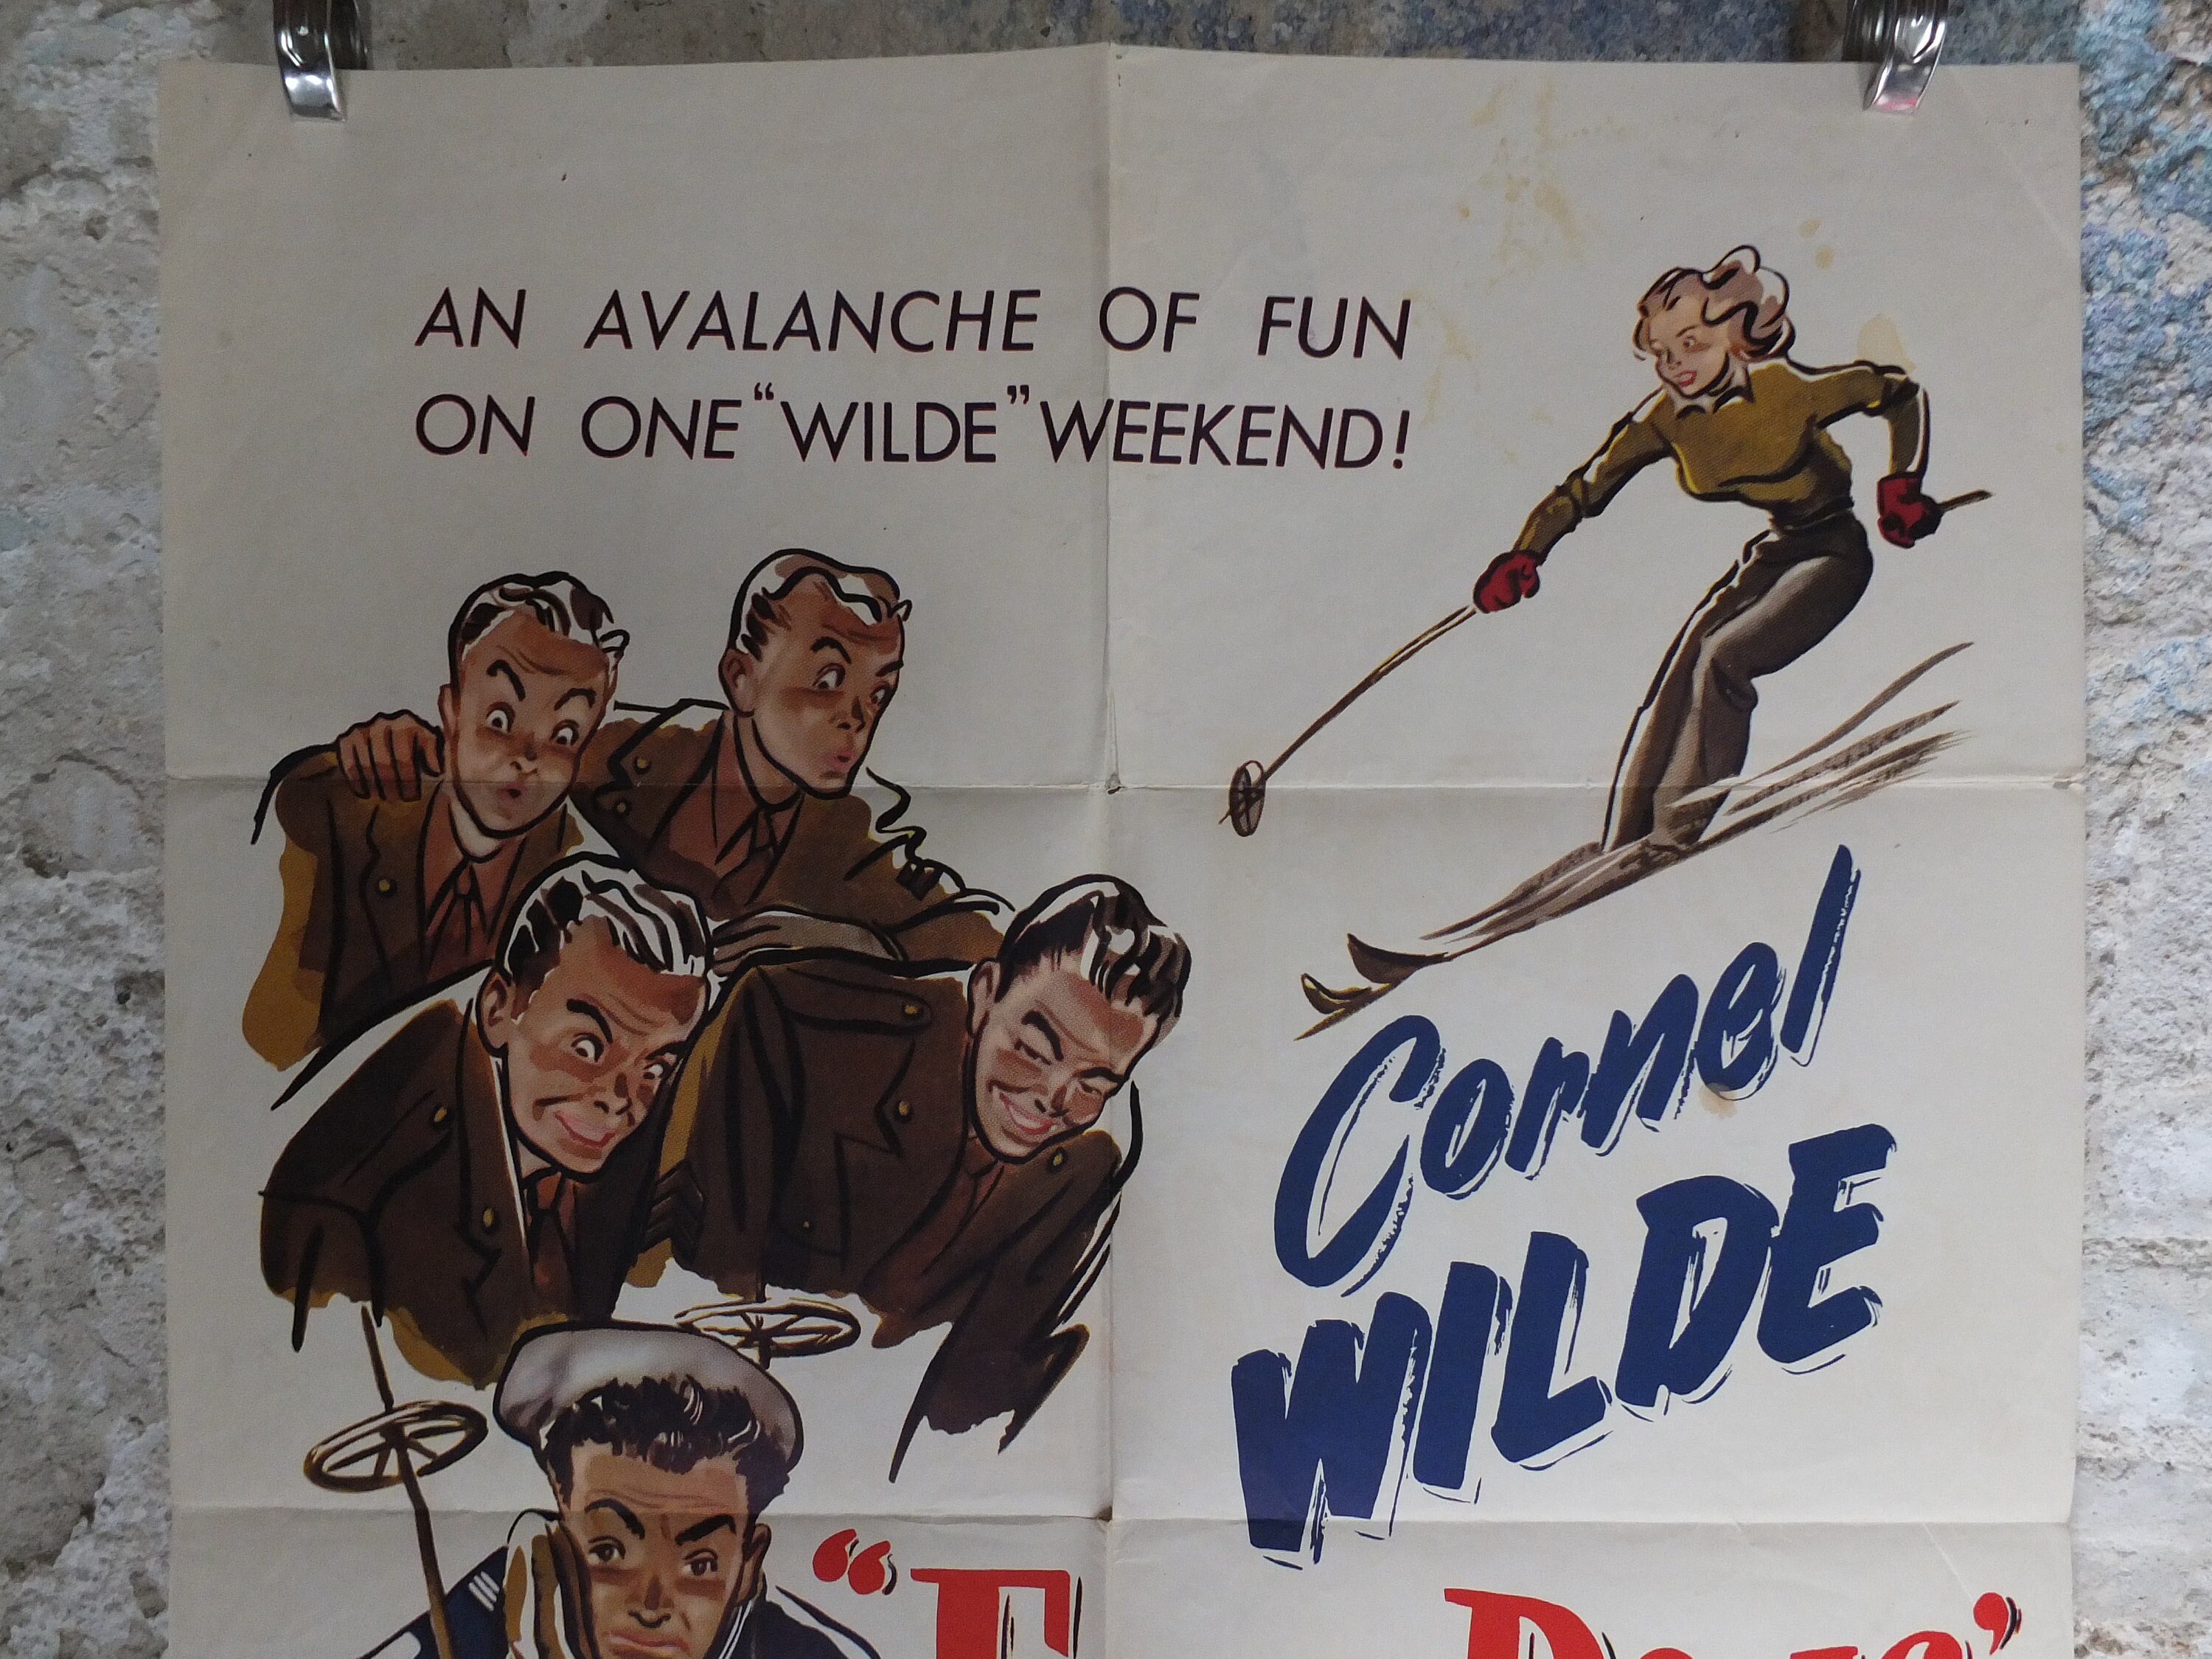 AN AVALANCHE OF FUN
ON ONE “WILDE” WEEKEND!
Cornel
WILDE